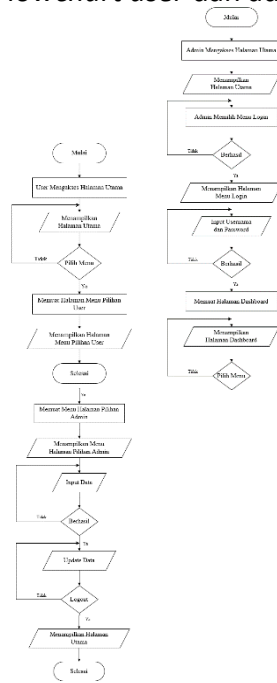 Mulai
User Mengakses Halaman Utama
Menampilkan
Halaman Utama
Tidak
Pilih Menu
Ya
Memuat Halaman Menu Pilihan
User
Menampilkan Halaman
Menu Pilihan User
Selesai
Ya
Memuat Menu Halaman Pilihan
Admin
Menampilkan Menu
Halaman Pilihan Admin
Input Data
Tidak
Berhasil
Ya
Update Data
Tidak
Logout
Ya
Menampilkan Halaman
Utama
Selesai
Mulai
Admin Mengakses Halaman Utama
Menampilkan
Halaman Utama
Admin Memilih Menu Login
Tidak
Berhasil
Ya
Menampilkan Halaman
Menu Login
Input Username
dan Password
Tidak
Berhasil
Ya
Memuat Halaman Dashboard
Menampilkan
Halaman Dashboard
Tidak
Pilih Menu